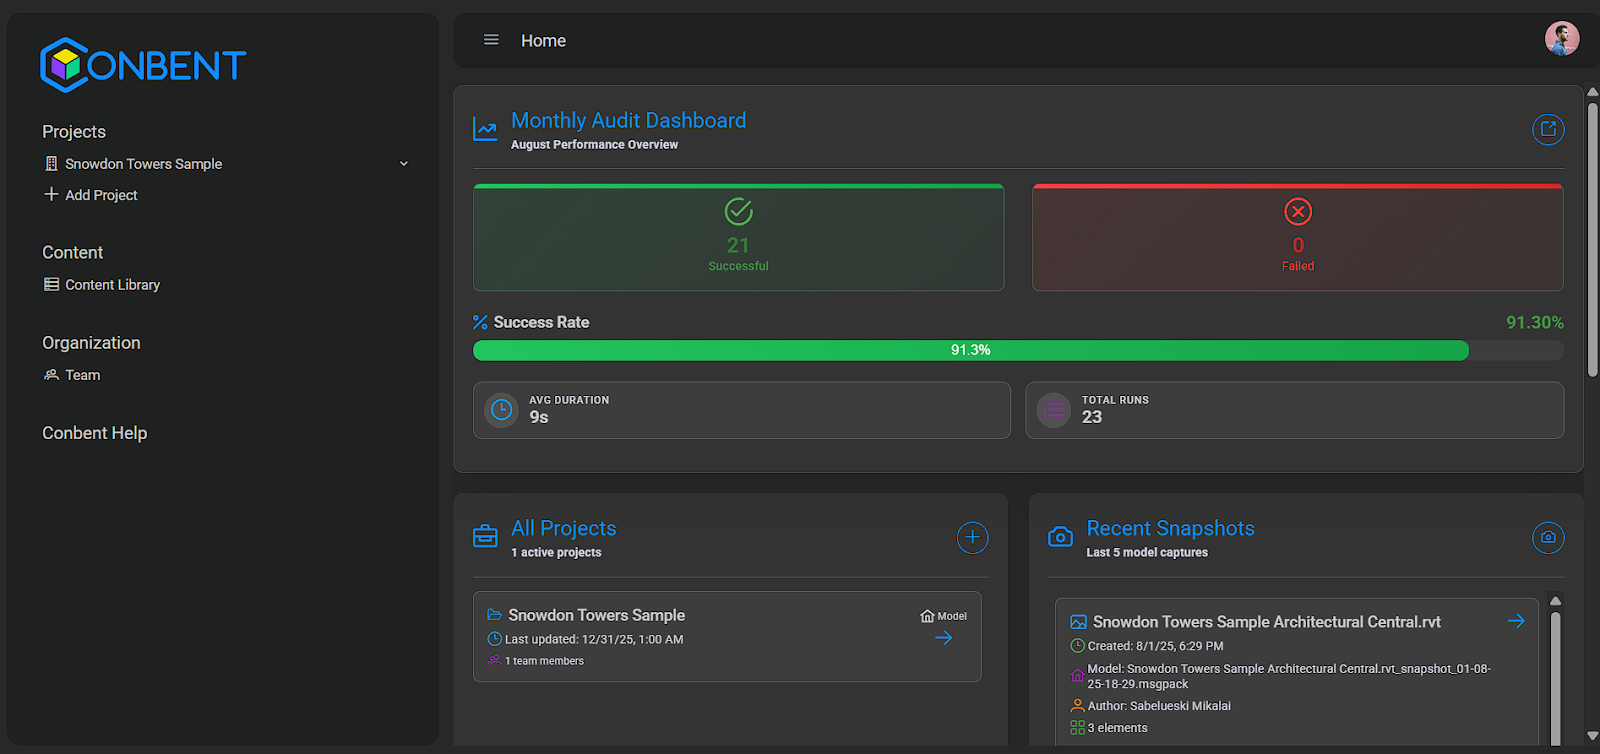 CONBENT
Projects
Snowdon Towers Sample
Add Project
Content
Content Library
Organization
Team
Conbent Help
Home
Monthly Audit Dashboard
August Performance Overview
21
Successful
0
Failed
Success Rate
91.30%
91.3%
AVG DURATION
9s
TOTAL RUNS
23
All Projects
1 active projects
Snowdon Towers Sample
Model
Last updated: 12/31/25, 1:00 AM
1 team members
Recent Snapshots
Last 5 model captures
Snowdon Towers Sample Architectural Central.rvt
Created: 8/1/25, 6:29 PM
Model: Snowdon Towers Sample Architectural Central.rvt_snapshot_01-08-
25-18-29.msgpack
Author: Sabelueski Mikalai
3 elements